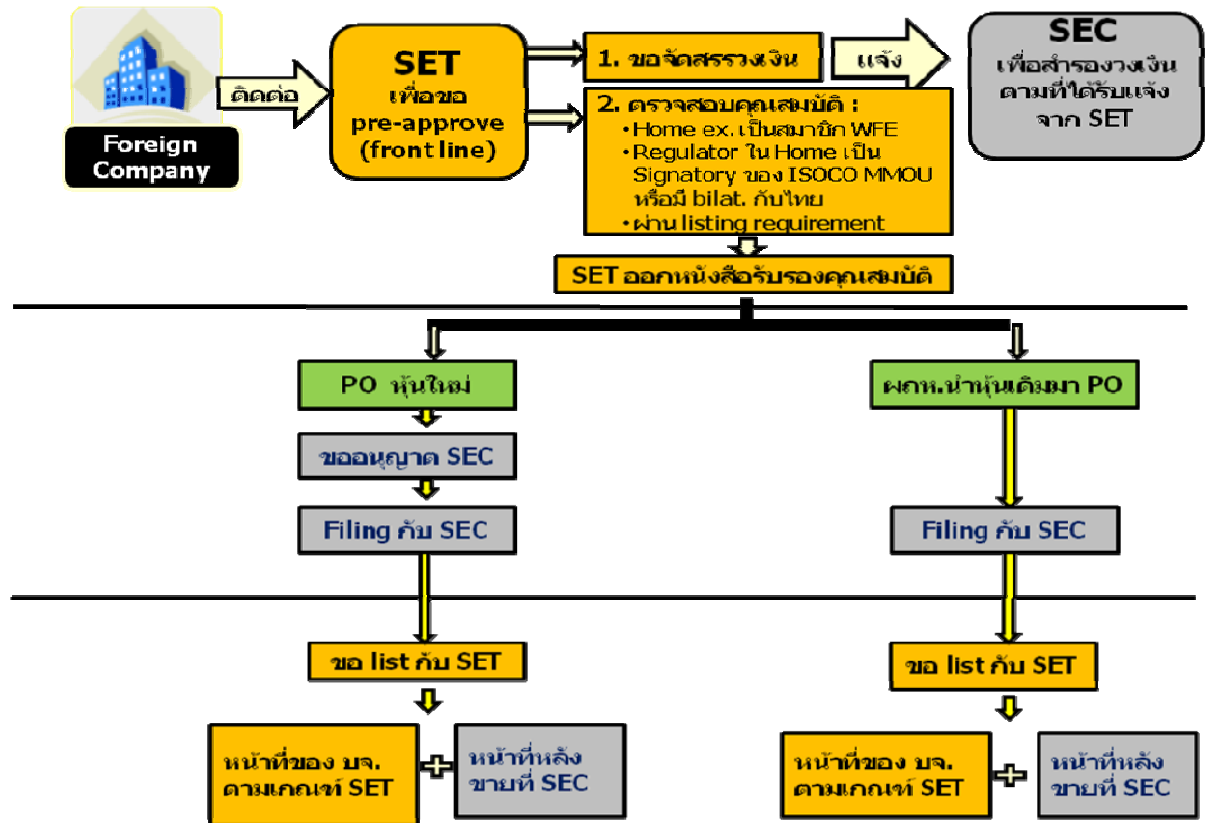 Foreign
Company
ติดต่อ
SET
เพื่อขอ
pre-approve
(front line)
1. ขอจัดสรรวงเงิน
แจ้ง
SEC
เพื่อสำรองวงเงิน
ตามที่ได้รับแจ้ง
จาก SET
2. ตรวจสอบคุณสมบัติ :
•Home ex. เป็นสมาชิก WFE
•Regulator ใน Home เป็น
Signatory ของ ISOCO MMOU
หรือมี bilat. กับไทย
•ผ่าน listing requirement
SET ออกหนังสือรับรองคุณสมบัติ
PO หุ้นใหม่
ผถห.นำหุ้นเดิมมา PO
ขออนุญาต SEC
Filing กับ SEC
Filing กับ SEC
ขอ list กับ SET
ขอ list กับ SET
หน้าที่ของ บจ.
ตามเกณฑ์ SET
หน้าที่หลัง
ขายที่ SEC
หน้าที่ของ บจ.
ตามเกณฑ์ SET
หน้าที่หลัง
ขายที่ SEC